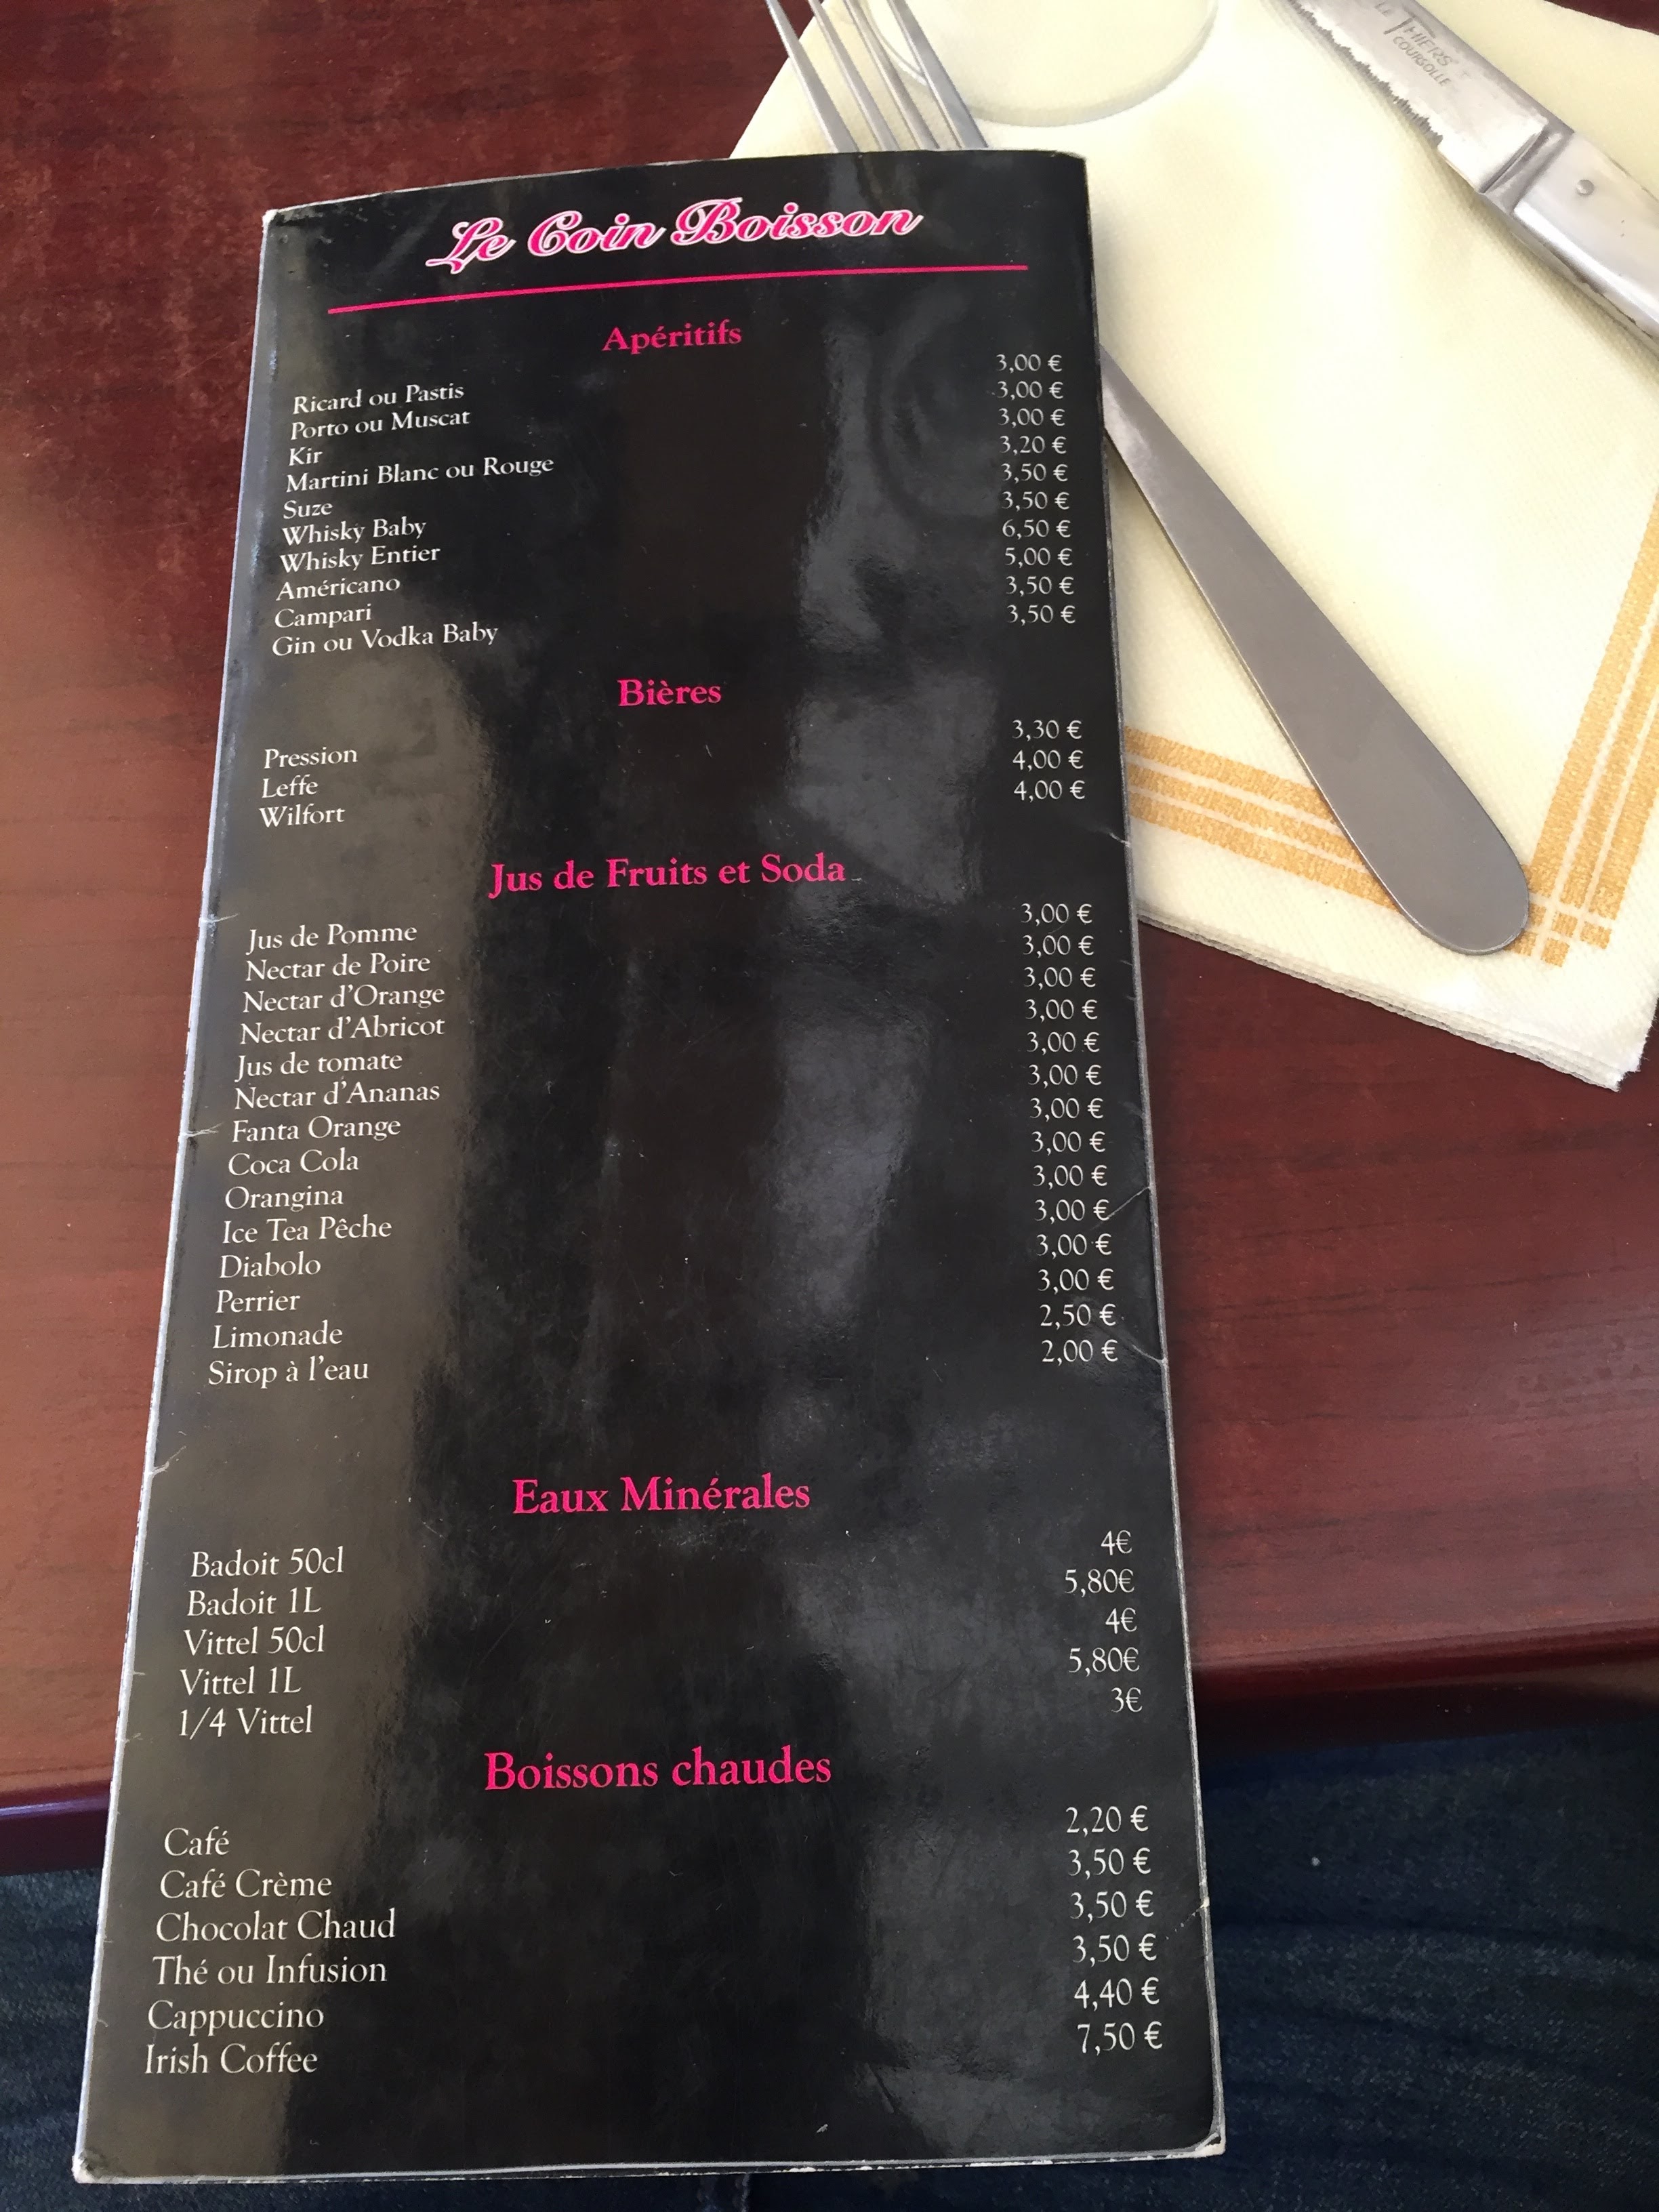 LE THIERS
COURSOLLE
Le Coin Boisson
Apéritifs
Ricard ou Pastis 3,00 €
Porto ou Muscat 3,00 €
Kir 3,00 €
Martini Blanc ou Rouge 3,20 €
Suze 3,50 €
Whisky Baby 3,50 €
Whisky Entier 6,50 €
Américano 5,00 €
Campari 3,50 €
Gin ou Vodka Baby 3,50 €
Bières
Pression 3,30 €
Leffe 4,00 €
Wilfort 4,00 €
Jus de Fruits et Soda
Jus de Pomme 3,00 €
Nectar de Poire 3,00 €
Nectar d'Orange 3,00 €
Nectar d'Abricot 3,00 €
Jus de tomate 3,00 €
Nectar d'Ananas 3,00 €
Fanta Orange 3,00 €
Coca Cola 3,00 €
Orangina 3,00 €
Ice Tea Pêche 3,00 €
Diabolo 3,00 €
Perrier 3,00 €
Limonade 2,50 €
Sirop à l'eau 2,00 €
Eaux Minérales
Badoit 50cl 4€
Badoit 1L 5,80€
Vittel 50cl 4€
Vittel 1L 5,80€
1/4 Vittel 3€
Boissons chaudes
Café 2,20 €
Café Crème 3,50 €
Chocolat Chaud 3,50 €
Thé ou Infusion 3,50 €
Cappuccino 4,40 €
Irish Coffee 7,50 €